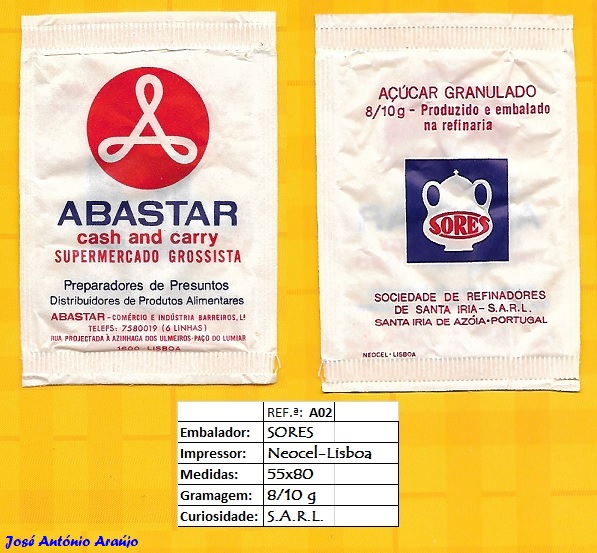 ABASTAR
cash and carry
SUPERMERCADO GROSSISTA
Preparadores de Presuntos
Distribuidores de Produtos Alimentares
ABASTAR - COMÉRCIO E INDÚSTRIA BARREIROS, Lª
TELEFS: 7580019 (6 LINHAS)
RUA PROJECTADA À AZINHAGA DOS ULMEIROS - PAÇO DO LUMIAR
1600 LISBOA
AÇÚCAR GRANULADO
8/10 g - Produzido e embalado
na refinaria
SORES
SOCIEDADE DE REFINADORES
DE SANTA IRIA - S.A.R.L.
SANTA IRIA DE AZÓIA • PORTUGAL
NEOCEL - LISBOA
REF.ª: A02
Embalador: SORES
Impressor: Neocel-Lisboa
Medidas: 55x80
Gramagem: 8/10 g
Curiosidade: S.A.R.L.
José António Araújo